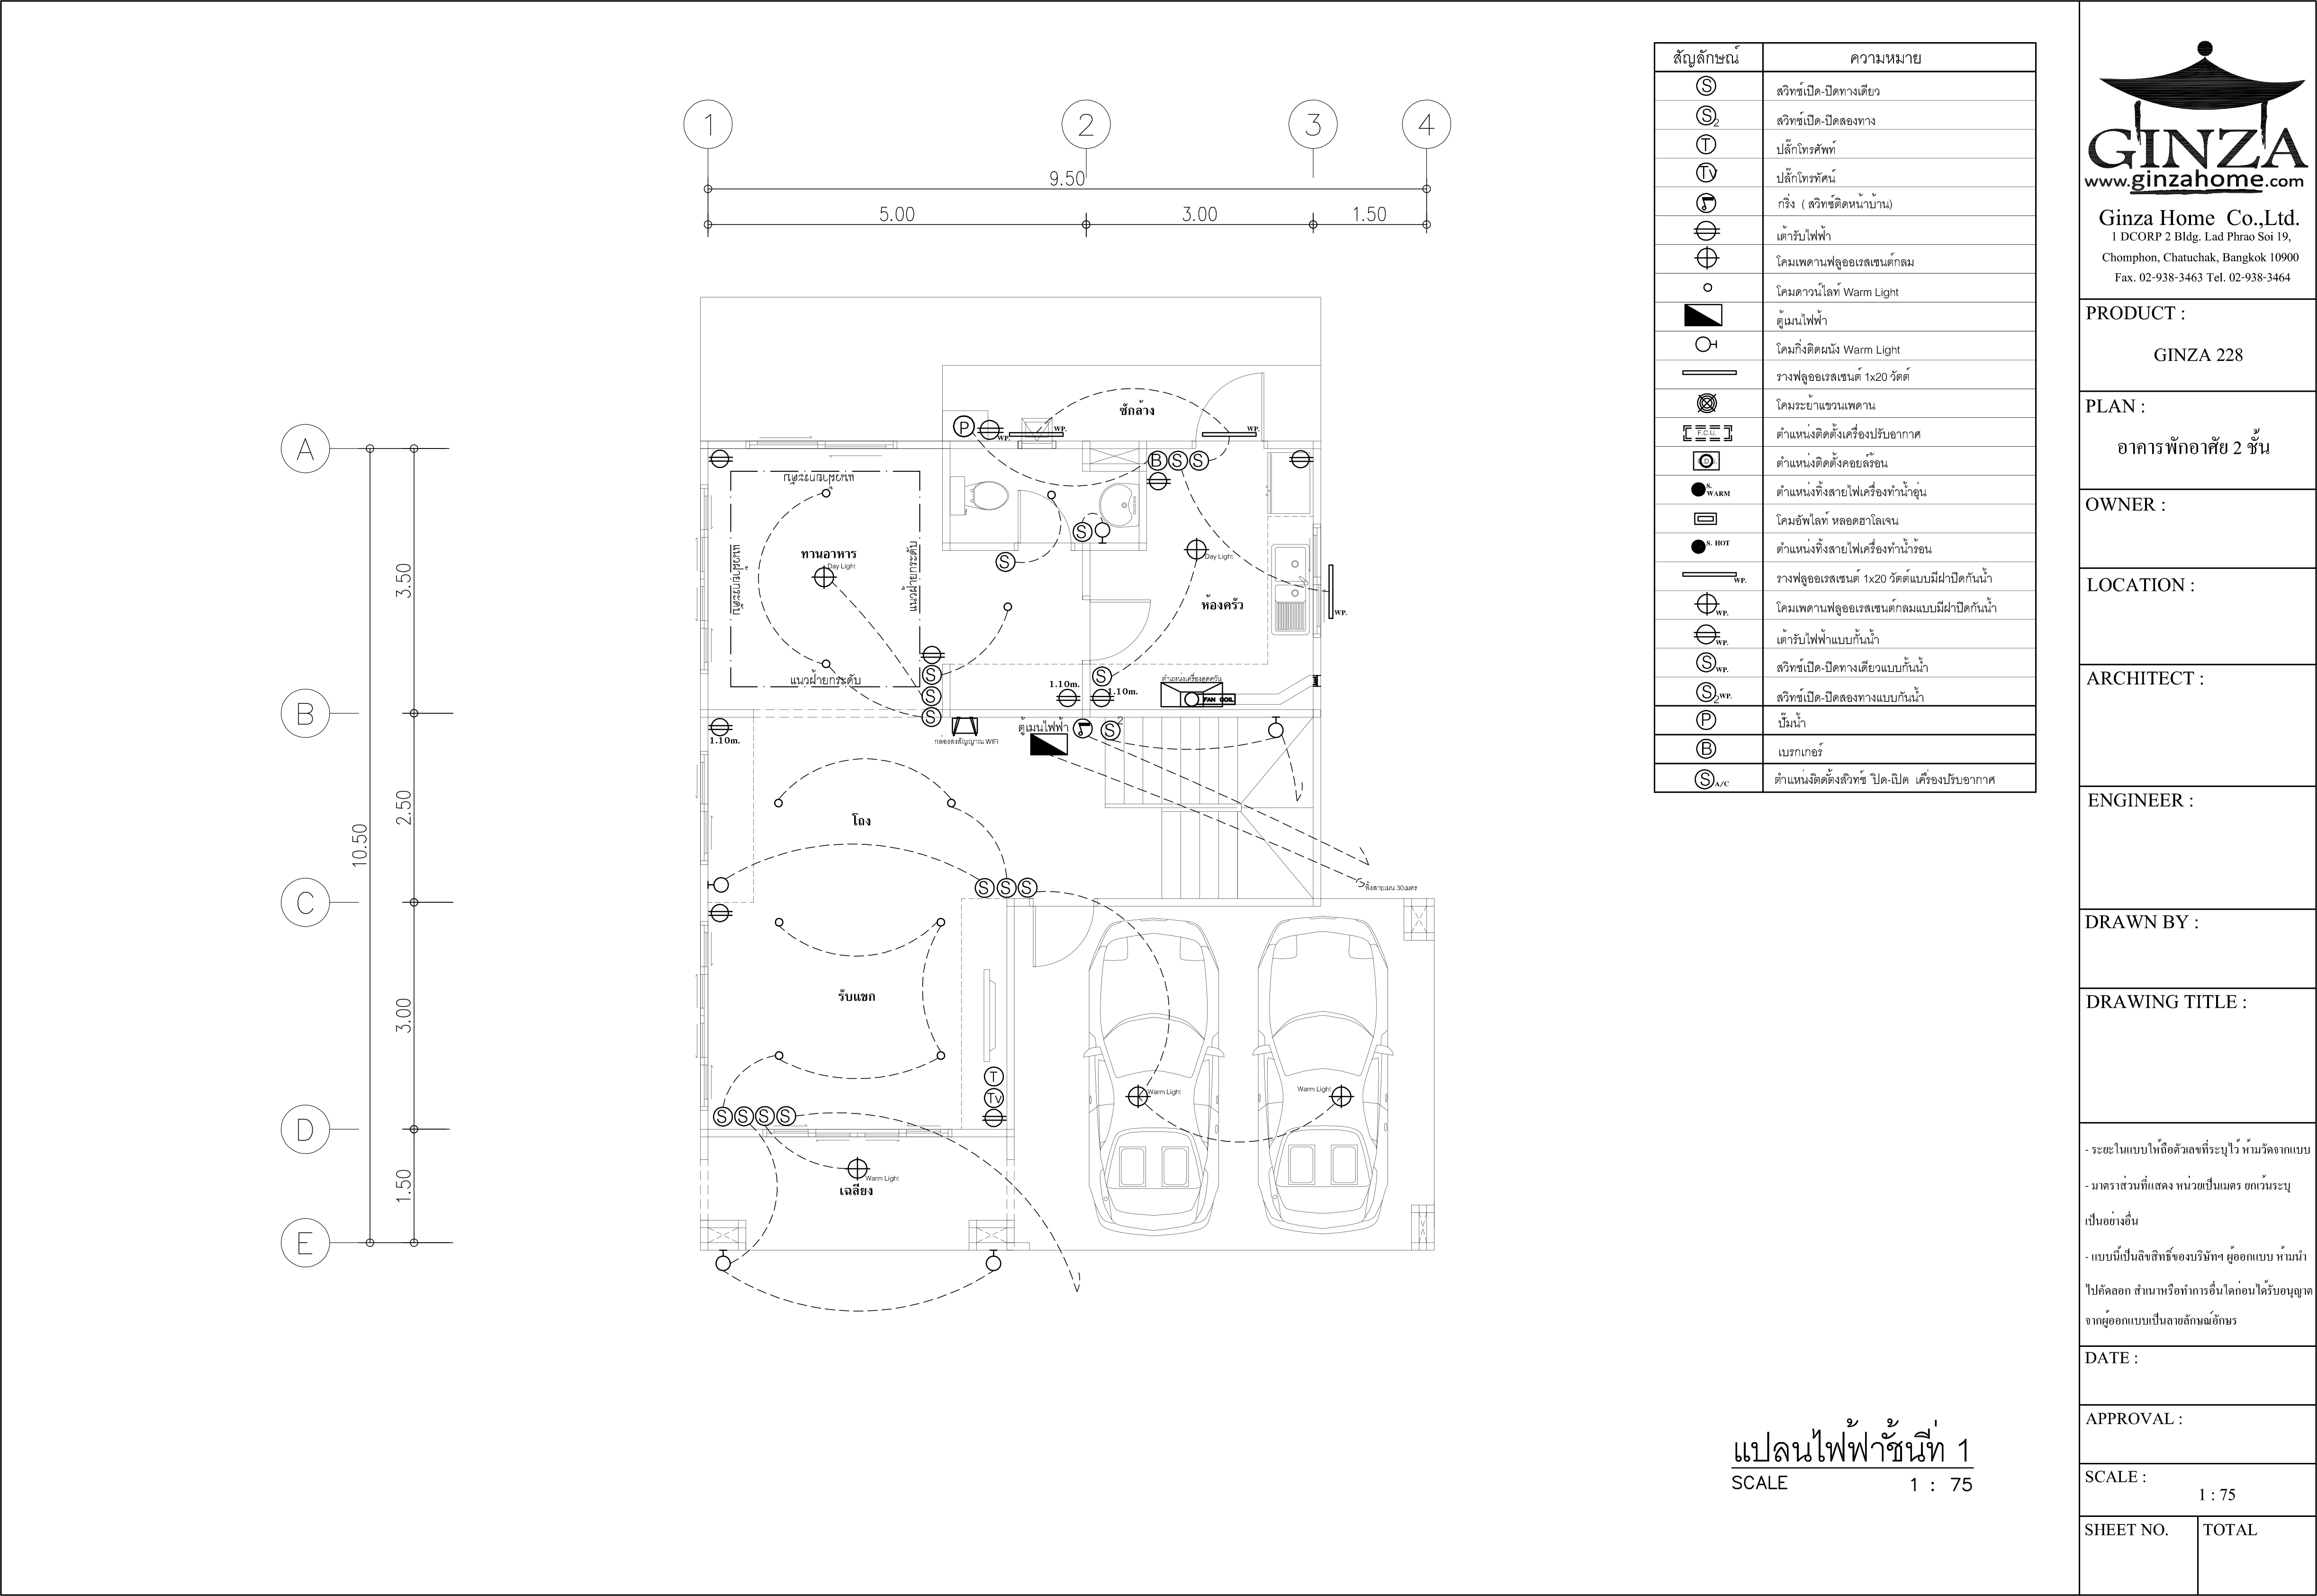 1
2
3
4
9.50
5.00
3.00
1.50
A
B
C
D
E
3.50
2.50
3.00
1.50
10.50
ซักล้าง
P
WP.
WP.
WP.
B S S
แนวฝ้ายกระดับ
แนวฝ้ายกระดับ
แนวฝ้ายกระดับ
แนวฝ้ายกระดับ
ทานอาหาร
Day Light
S
S
Day Light
ห้องครัว
WP.
S
S
S
S
1.10m.
1.10m.
ตำแหน่งเครื่องดูดควัน
FAN COIL
1.10m.
กล่องส่งสัญญาณ WIFI
ตู้เมนไฟฟ้า
S2
โถง
S S S
ทิ้งสายเมน 30เมตร
รับแขก
T
Tv
S S S S
Warm Light
Warm Light
Warm Light
เฉลียง
สัญลักษณ์ ความหมาย
S สวิทซ์เปิด-ปิดทางเดียว
S2 สวิทซ์เปิด-ปิดสองทาง
T ปลั๊กโทรศัพท์
Tv ปลั๊กโทรทัศน์
กริ่ง ( สวิทซ์ติดหน้าบ้าน)
เต้ารับไฟฟ้า
โคมเพดานฟลูออเรสเซนต์กลม
โคมดาวน์ไลท์ Warm Light
ตู้เมนไฟฟ้า
โคมกิ่งติดผนัง Warm Light
รางฟลูออเรสเซนต์ 1x20 วัตต์
โคมระย้าแขวนเพดาน
F.C.U. ตำแหน่งติดตั้งเครื่องปรับอากาศ
ตำแหน่งติดตั้งคอยล์ร้อน
S. WARM ตำแหน่งทิ้งสายไฟเครื่องทำน้ำอุ่น
โคมอัพไลท์ หลอดฮาโลเจน
S. HOT ตำแหน่งทิ้งสายไฟเครื่องทำน้ำร้อน
WP. รางฟลูออเรสเซนต์ 1x20 วัตต์แบบมีฝาปิดกันน้ำ
WP. โคมเพดานฟลูออเรสเซนต์กลมแบบมีฝาปิดกันน้ำ
WP. เต้ารับไฟฟ้าแบบกันน้ำ
S WP. สวิทซ์เปิด-ปิดทางเดียวแบบกันน้ำ
S2 WP. สวิทซ์เปิด-ปิดสองทางแบบกันน้ำ
P ปั๊มน้ำ
B เบรกเกอร์
S A/C ตำแหน่งติดตั้งสวิทซ์ ปิด-เปิด เครื่องปรับอากาศ
แปลนไฟฟ้าชั้นที่ 1
SCALE 1 : 75
GINZA
www.ginzahome.com
Ginza Home Co.,Ltd.
1 DCORP 2 Bldg. Lad Phrao Soi 19,
Chomphon, Chatuchak, Bangkok 10900
Fax. 02-938-3463 Tel. 02-938-3464
PRODUCT :
GINZA 228
PLAN :
อาคารพักอาศัย 2 ชั้น
OWNER :
LOCATION :
ARCHITECT :
ENGINEER :
DRAWN BY :
DRAWING TITLE :
- ระยะในแบบให้ถือตัวเลขที่ระบุไว้ ห้ามวัดจากแบบ
- มาตราส่วนที่แสดง หน่วยเป็นเมตร ยกเว้นระบุ
เป็นอย่างอื่น
- แบบนี้เป็นลิขสิทธิ์ของบริษัทฯ ผู้ออกแบบ ห้ามนำ
ไปคัดลอก สำเนาหรือทำการอื่นใดก่อนได้รับอนุญาต
จากผู้ออกแบบเป็นลายลักษณ์อักษร
DATE :
APPROVAL :
SCALE :
1 : 75
SHEET NO. TOTAL